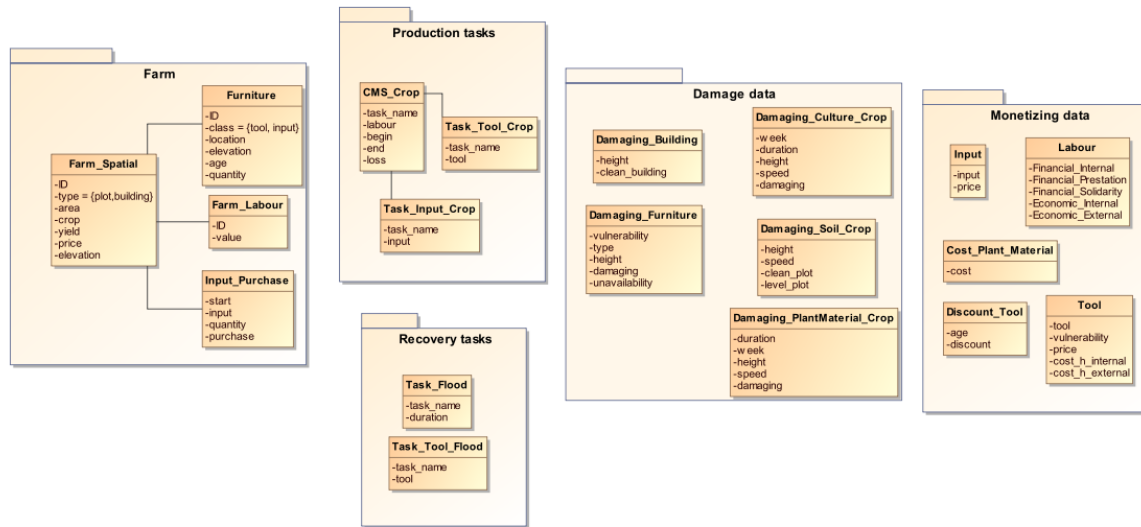 Farm
Furniture
-ID
-class = {tool, input}
-location
-elevation
-age
-quantity
Farm_Spatial
-ID
-type = {plot,building}
-area
-crop
-yield
-price
-elevation
Farm_Labour
-ID
-value
Input_Purchase
-start
-input
-quantity
-purchase
Production tasks
CMS_Crop
-task_name
-labour
-begin
-end
-loss
Task_Tool_Crop
-task_name
-tool
Task_Input_Crop
-task_name
-input
Recovery tasks
Task_Flood
-task_name
-duration
Task_Tool_Flood
-task_name
-tool
Damage data
Damaging_Building
-height
-clean_building
Damaging_Culture_Crop
-week
-duration
-height
-speed
-damaging
Damaging_Furniture
-vulnerability
-type
-height
-damaging
-unavailability
Damaging_Soil_Crop
-height
-speed
-clean_plot
-level_plot
Damaging_PlantMaterial_Crop
-duration
-week
-height
-speed
-damaging
Monetizing data
Input
-input
-price
Labour
-Financial_Internal
-Financial_Prestation
-Financial_Solidarity
-Economic_Internal
-Economic_External
Cost_Plant_Material
-cost
Discount_Tool
-age
-discount
Tool
-tool
-vulnerability
-price
-cost_h_internal
-cost_h_external